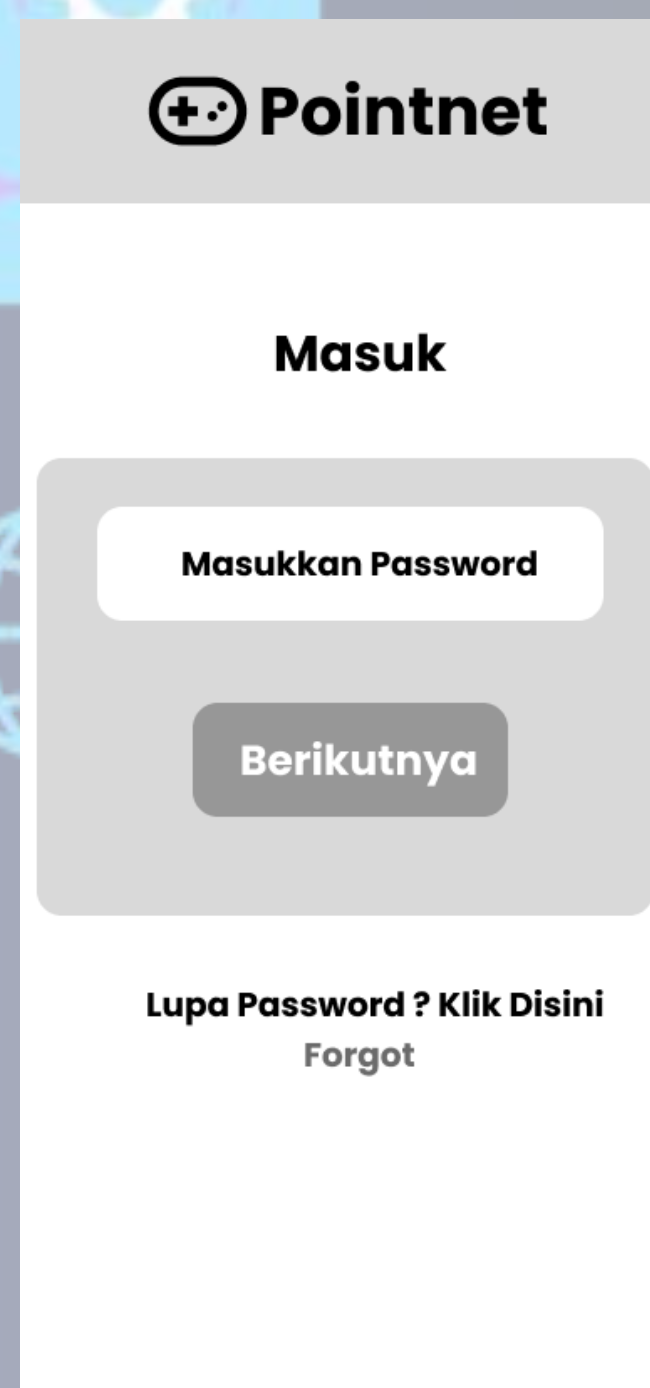 Pointnet
Masuk
Masukkan Password
Berikutnya
Lupa Password ? Klik Disini
Forgot